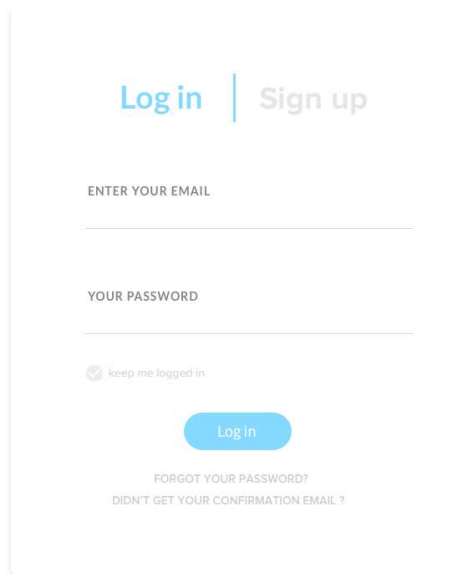 Log in | Sign up
ENTER YOUR EMAIL
YOUR PASSWORD
keep me logged in
Log In
FORGOT YOUR PASSWORD?
DIDN'T GET YOUR CONFIRMATION EMAIL ?